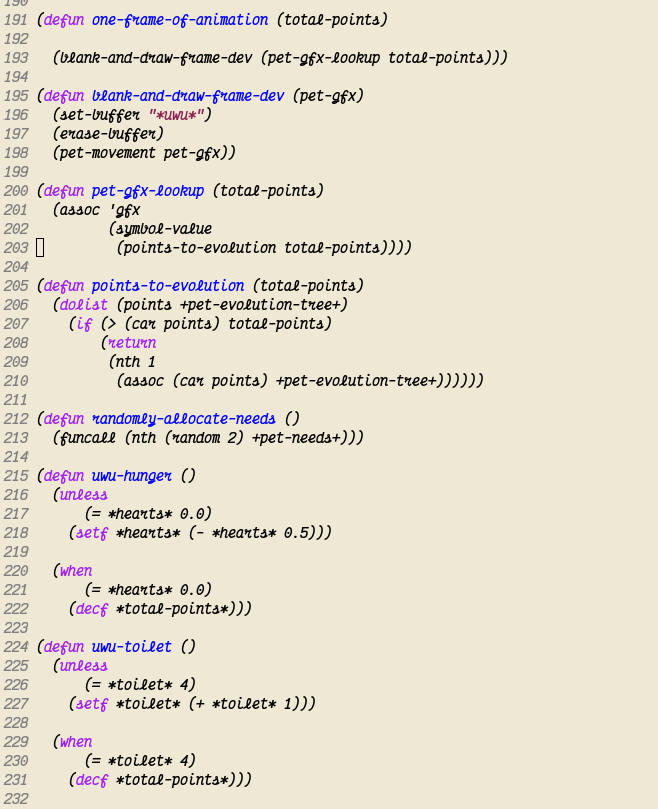 190
191 (defun one-frame-of-animation (total-points)
192
193   (blank-and-draw-frame-dev (pet-gfx-lookup total-points)))
194
195 (defun blank-and-draw-frame-dev (pet-gfx)
196   (set-buffer "*uwu*")
197   (erase-buffer)
198   (pet-movement pet-gfx))
199
200 (defun pet-gfx-lookup (total-points)
201   (assoc 'gfx
202          (symbol-value
203           (points-to-evolution total-points))))
204
205 (defun points-to-evolution (total-points)
206   (dolist (points +pet-evolution-tree+)
207     (if (> (car points) total-points)
208         (return
209          (nth 1
210           (assoc (car points) +pet-evolution-tree+))))))
211
212 (defun randomly-allocate-needs ()
213   (funcall (nth (random 2) +pet-needs+)))
214
215 (defun uwu-hunger ()
216   (unless
217       (= *hearts* 0.0)
218     (setf *hearts* (- *hearts* 0.5)))
219
220   (when
221       (= *hearts* 0.0)
222     (decf *total-points*)))
223
224 (defun uwu-toilet ()
225   (unless
226       (= *toilet* 4)
227     (setf *toilet* (+ *toilet* 1)))
228
229   (when
230       (= *toilet* 4)
231     (decf *total-points*)))
232